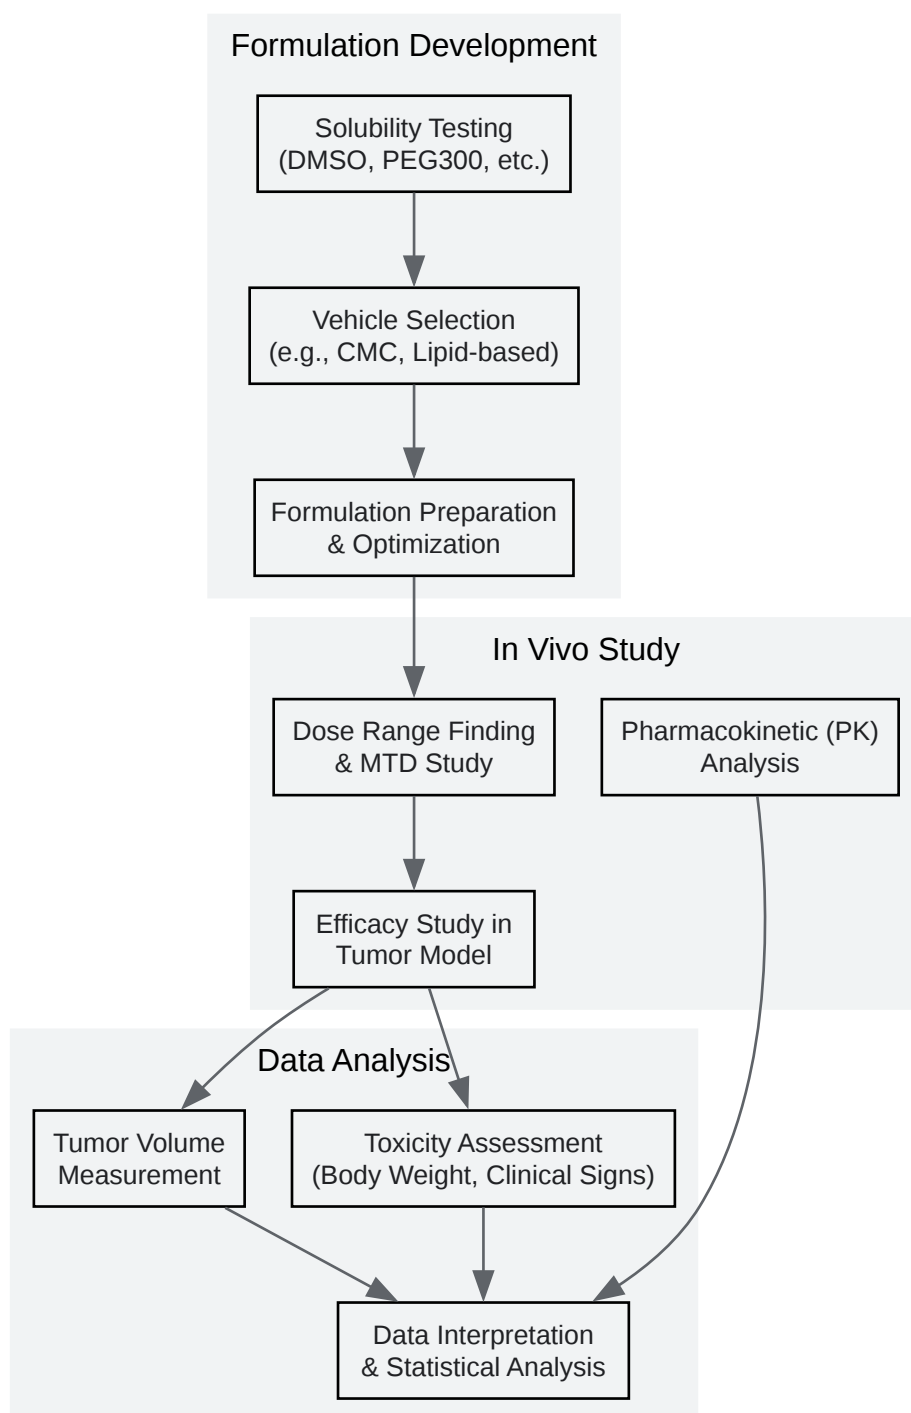 Formulation Development
Solubility Testing
(DMSO, PEG300, etc.)
Vehicle Selection
(e.g., CMC, Lipid-based)
Formulation Preparation
& Optimization
In Vivo Study
Dose Range Finding
& MTD Study
Pharmacokinetic (PK)
Analysis
Efficacy Study in
Tumor Model
Data Analysis
Tumor Volume
Measurement
Toxicity Assessment
(Body Weight, Clinical Signs)
Data Interpretation
& Statistical Analysis